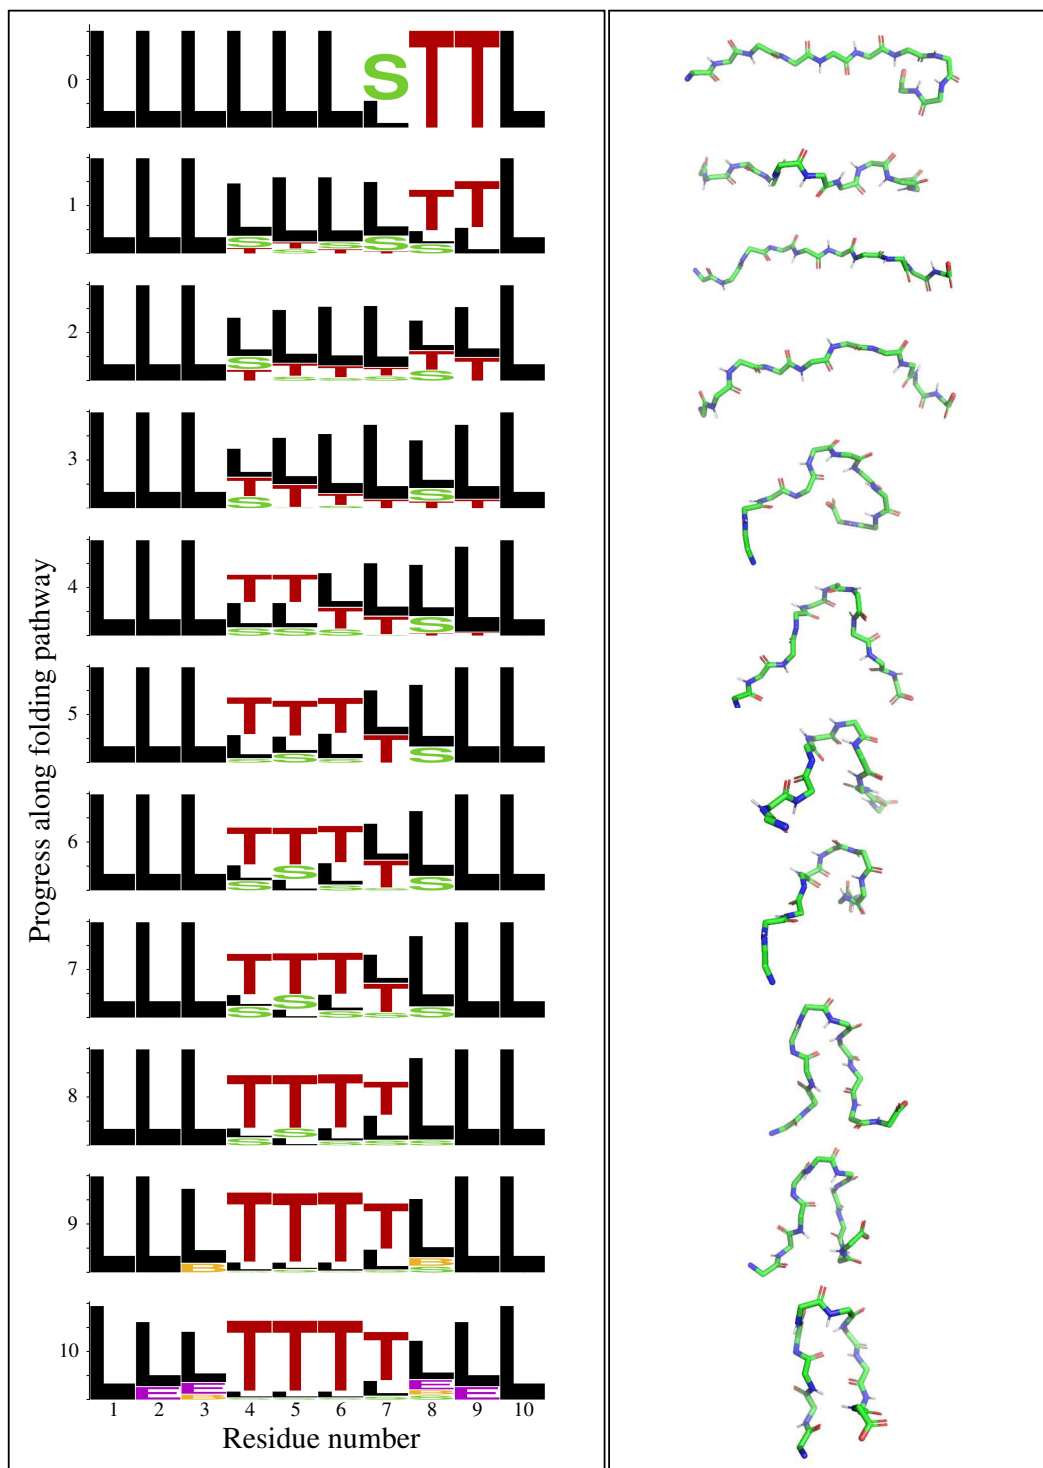 Progress along folding pathway
0
L L L L L L S T T L
L
1
L L L L L L L T T L
S T S S L L
T S T T S
2
L L L L L L L L L L
S T T T T T
T S S S S
3
L L L L L L L L L L
T T T T S T
S T
4
L L L T T L L L L L
L L T T S T
S S S T
5
L L L T T T L L L L
L L L T S
S S S
6
L L L T T T L L L L
L S L T S
S L S S
7
L L L T T T L L L L
L S L T S
S L S S
8
L L L T T T T L L L
L S L L S
S L S S
9
L L L T T T T L L L
B L L L L B
S S S S S
10
L L L T T T T L L L
E E L L L L E E
B S S S S B
S
1 2 3 4 5 6 7 8 9 10
Residue number